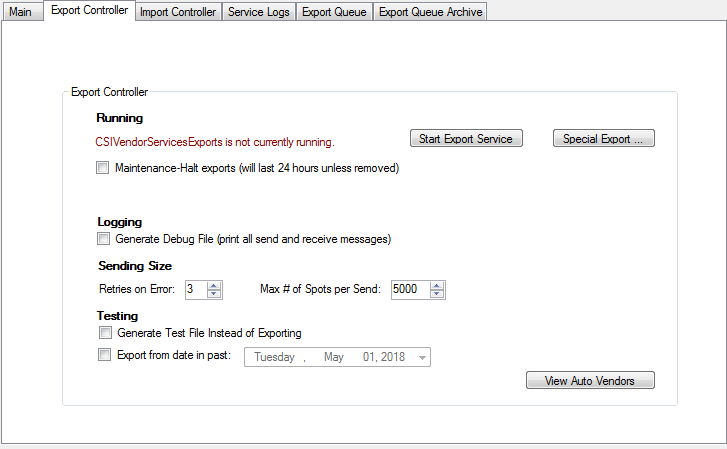 Main Export Controller Import Controller Service Logs Export Queue Export Queue Archive
Export Controller
Running
CSIVendorServicesExports is not currently running. Start Export Service Special Export ...
Maintenance-Halt exports (will last 24 hours unless removed)
Logging
Generate Debug File (print all send and receive messages)
Sending Size
Retries on Error: 3 Max # of Spots per Send: 5000
Testing
Generate Test File Instead of Exporting
Export from date in past: Tuesday , May 01, 2018
View Auto Vendors